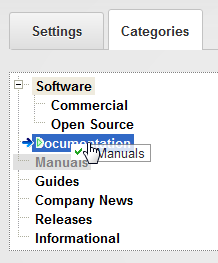 Settings
Categories
Software
Commercial
Open Source
Documentation
Manuals
Manuals
Guides
Company News
Releases
Informational